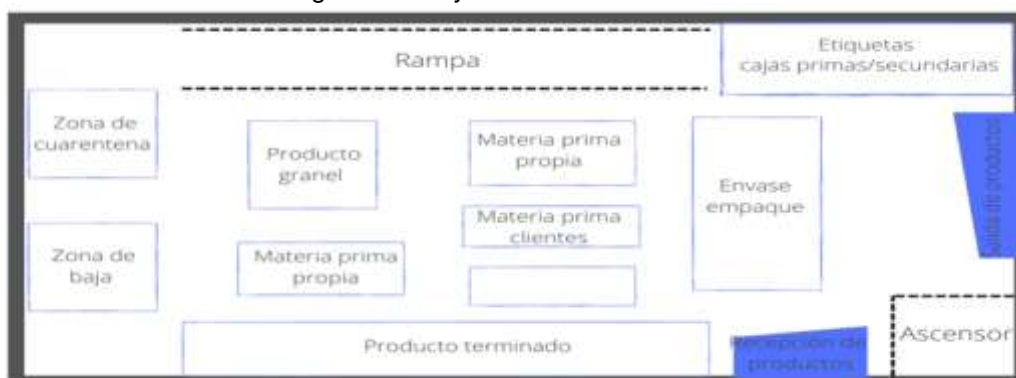 Rampa
Etiquetas
cajas primas/secundarias
Zona de
cuarentena
Producto
granel
Materia prima
propia
Envase
empaque
Salida de productos
Materia prima
clientes
Zona de
baja
Materia prima
propia
Producto terminado
Recepción de
productos
Ascensor